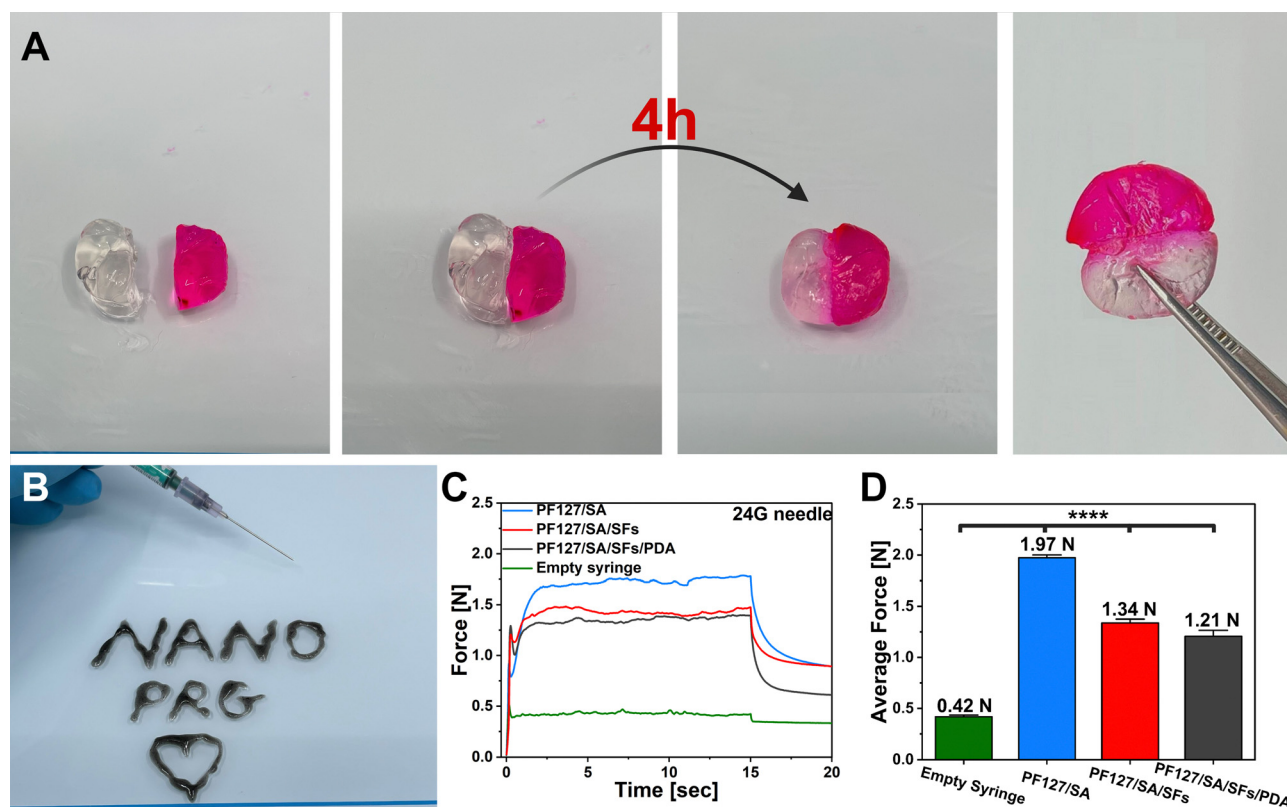 A
4h
B
NANO
PRG
C
24G needle
PF127/SA
PF127/SA/SFs
PF127/SA/SFs/PDA
Empty syringe
Force [N]
2.5
2.0
1.5
1.0
0.5
0.0
0 5 10 15 20
Time [sec]
D
****
Average Force [N]
2.5
2.0
1.5
1.0
0.5
0.0
0.42 N
1.97 N
1.34 N
1.21 N
Empty Syringe
PF127/SA
PF127/SA/SFs
PF127/SA/SFs/PDA